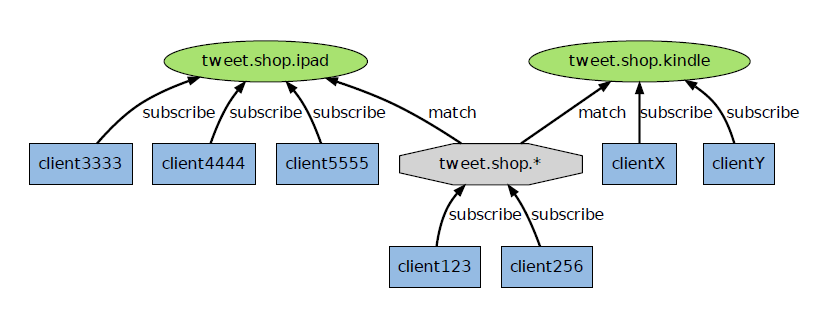 tweet.shop.ipad
tweet.shop.kindle
subscribe
subscribe
subscribe
match
match
subscribe
subscribe
client3333
client4444
client5555
tweet.shop.*
clientX
clientY
subscribe
subscribe
client123
client256